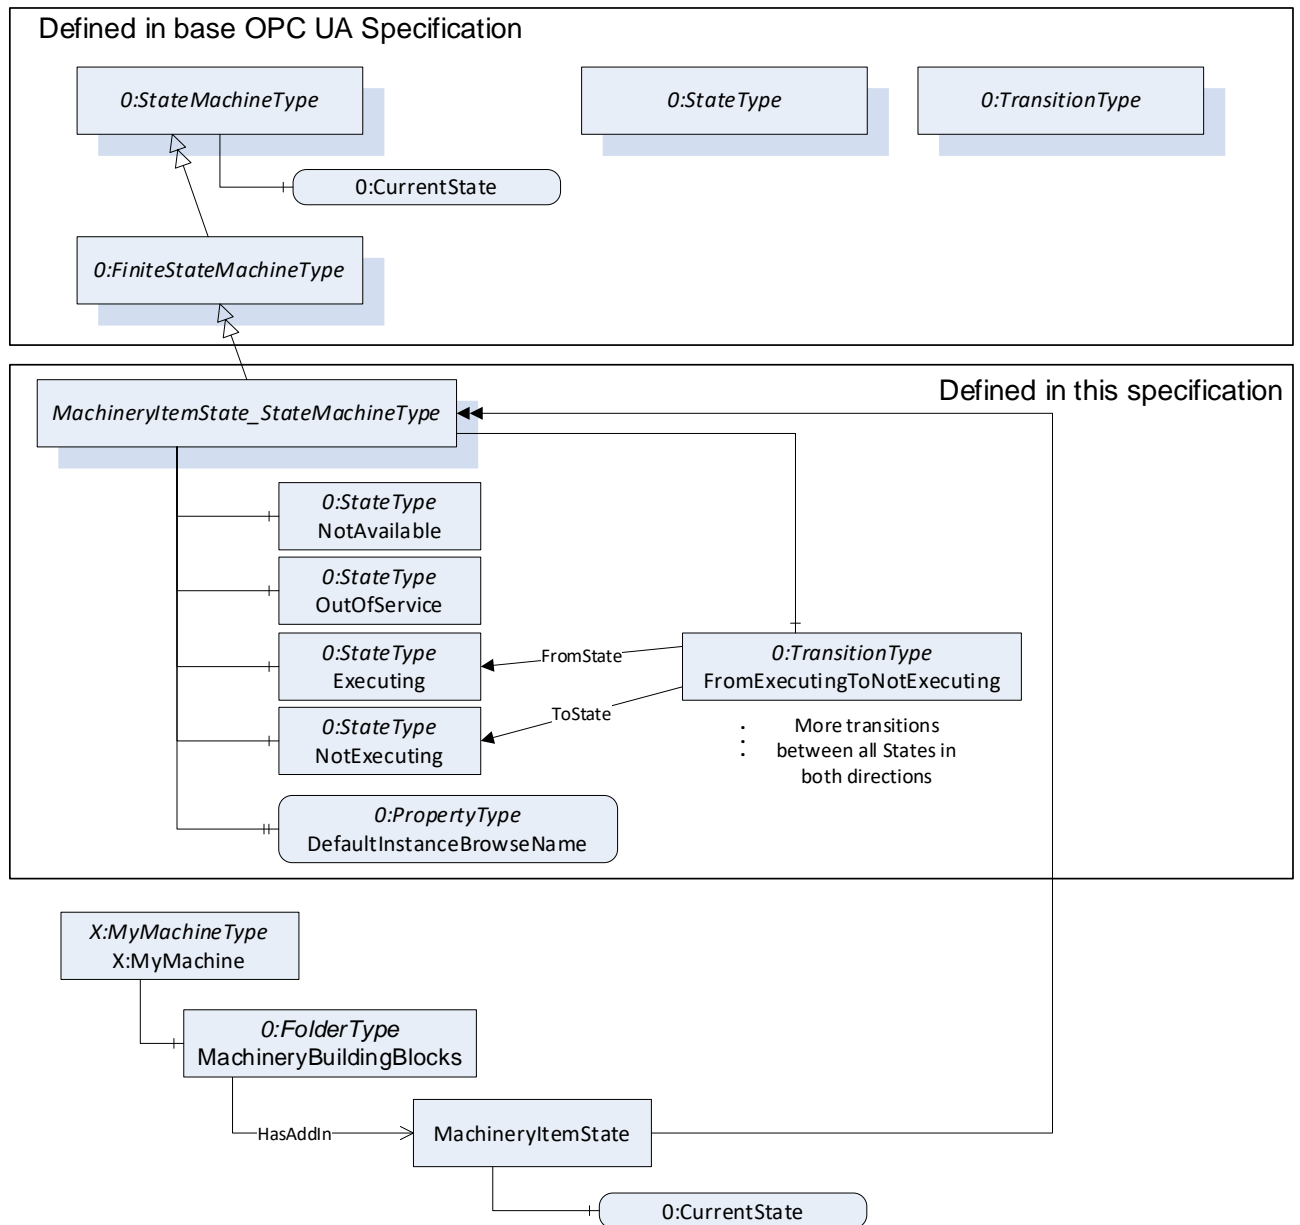 Defined in base OPC UA Specification
0:StateMachineType
0:StateType
0:TransitionType
0:CurrentState
0:FiniteStateMachineType
Defined in this specification
MachineryItemState_StateMachineType
0:StateType
NotAvailable
0:StateType
OutOfService
0:StateType
Executing
FromState
0:TransitionType
FromExecutingToNotExecuting
0:StateType
NotExecuting
ToState
More transitions
between all States in
both directions
0:PropertyType
DefaultInstanceBrowseName
X:MyMachineType
X:MyMachine
0:FolderType
MachineryBuildingBlocks
HasAddIn
MachineryItemState
0:CurrentState